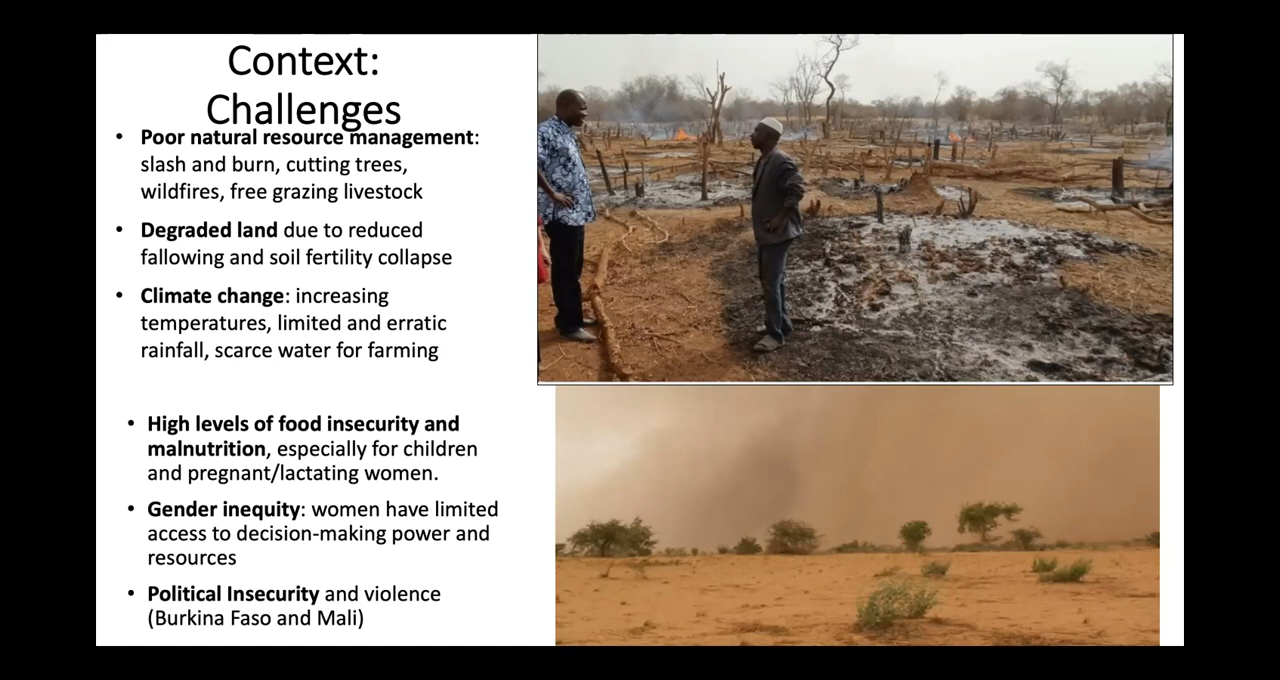 Context:
Challenges
• Poor natural resource management:
slash and burn, cutting trees,
wildfires, free grazing livestock
• Degraded land due to reduced
fallowing and soil fertility collapse
• Climate change: increasing
temperatures, limited and erratic
rainfall, scarce water for farming
• High levels of food insecurity and
malnutrition, especially for children
and pregnant/lactating women.
• Gender inequity: women have limited
access to decision-making power and
resources
• Political Insecurity and violence
(Burkina Faso and Mali)